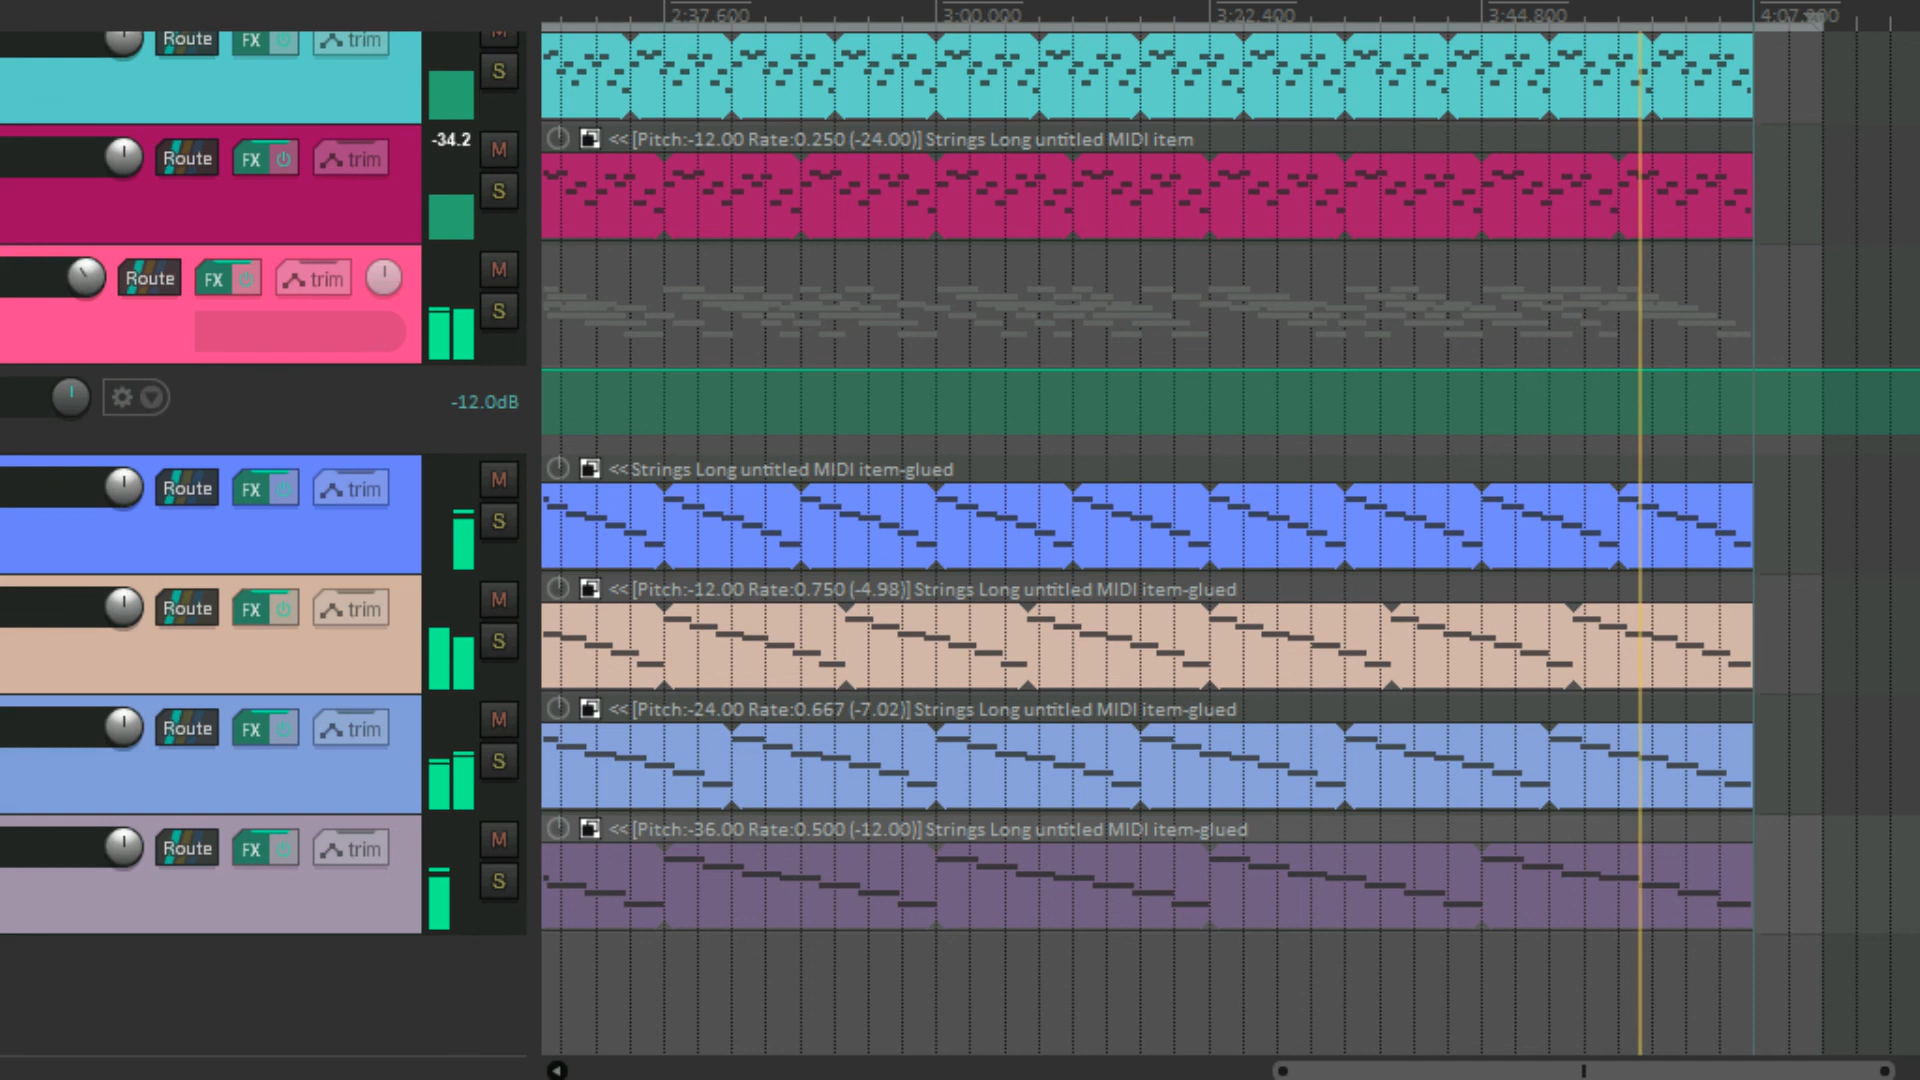 2:37.600 3:00.000 3:22.400 3:44.800 4:07.200
Route FX trim M
S
-34.2
Route FX trim M
S
<<[Pitch:-12.00 Rate:0.250 (-24.00)] Strings Long untitled MIDI item
Route FX trim M
S
-12.0dB
<<Strings Long untitled MIDI item-glued
Route FX trim M
S
<<[Pitch:-12.00 Rate:0.750 (-4.98)] Strings Long untitled MIDI item-glued
Route FX trim M
S
<<[Pitch:-24.00 Rate:0.667 (-7.02)] Strings Long untitled MIDI item-glued
Route FX trim M
S
<<[Pitch:-36.00 Rate:0.500 (-12.00)] Strings Long untitled MIDI item-glued
Route FX trim M
S